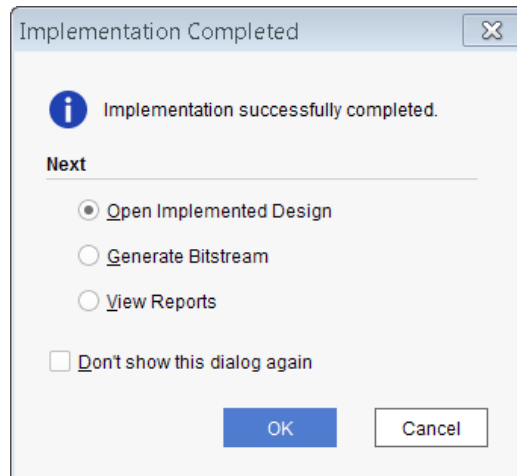 Implementation Completed
Implementation successfully completed.
Next
Open Implemented Design
Generate Bitstream
View Reports
Don't show this dialog again
OK
Cancel